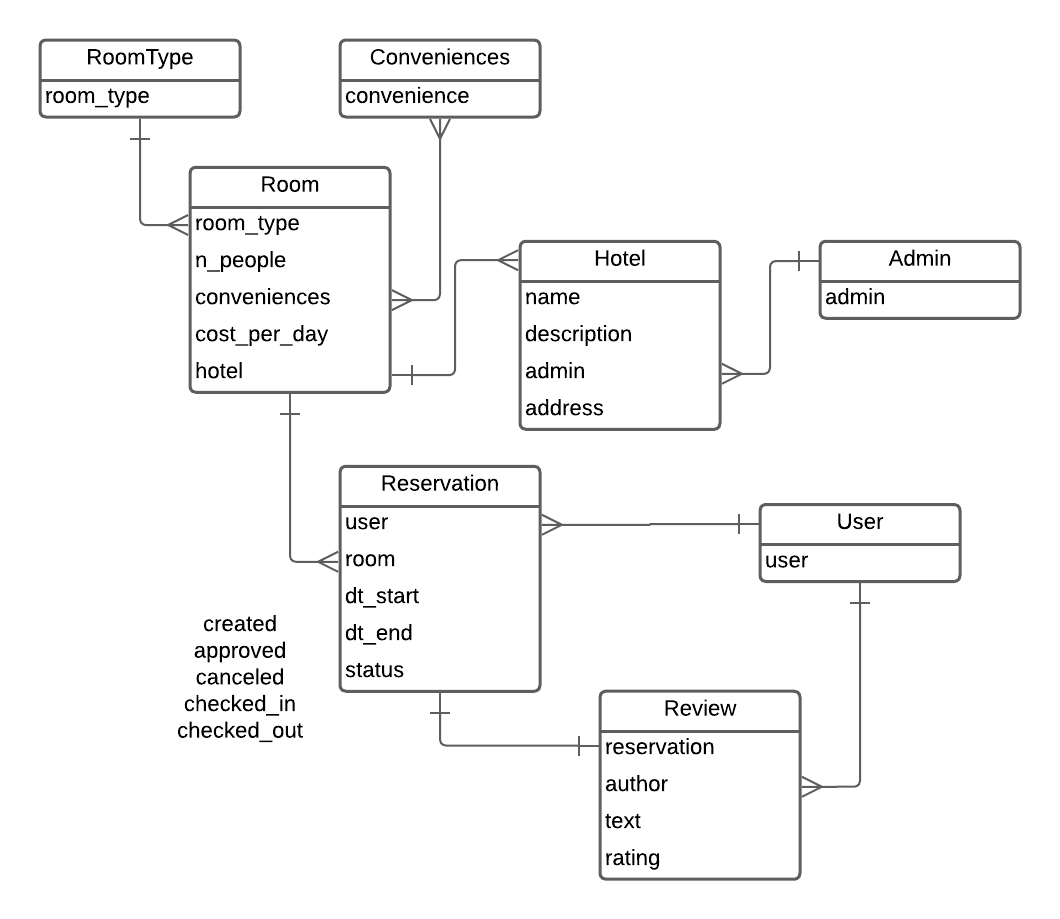 RoomType
room_type
Conveniences
convenience
Room
room_type
n_people
conveniences
cost_per_day
hotel
Hotel
name
description
admin
address
Admin
admin
Reservation
user
room
dt_start
dt_end
status
User
user
created
approved
canceled
checked_in
checked_out
Review
reservation
author
text
rating